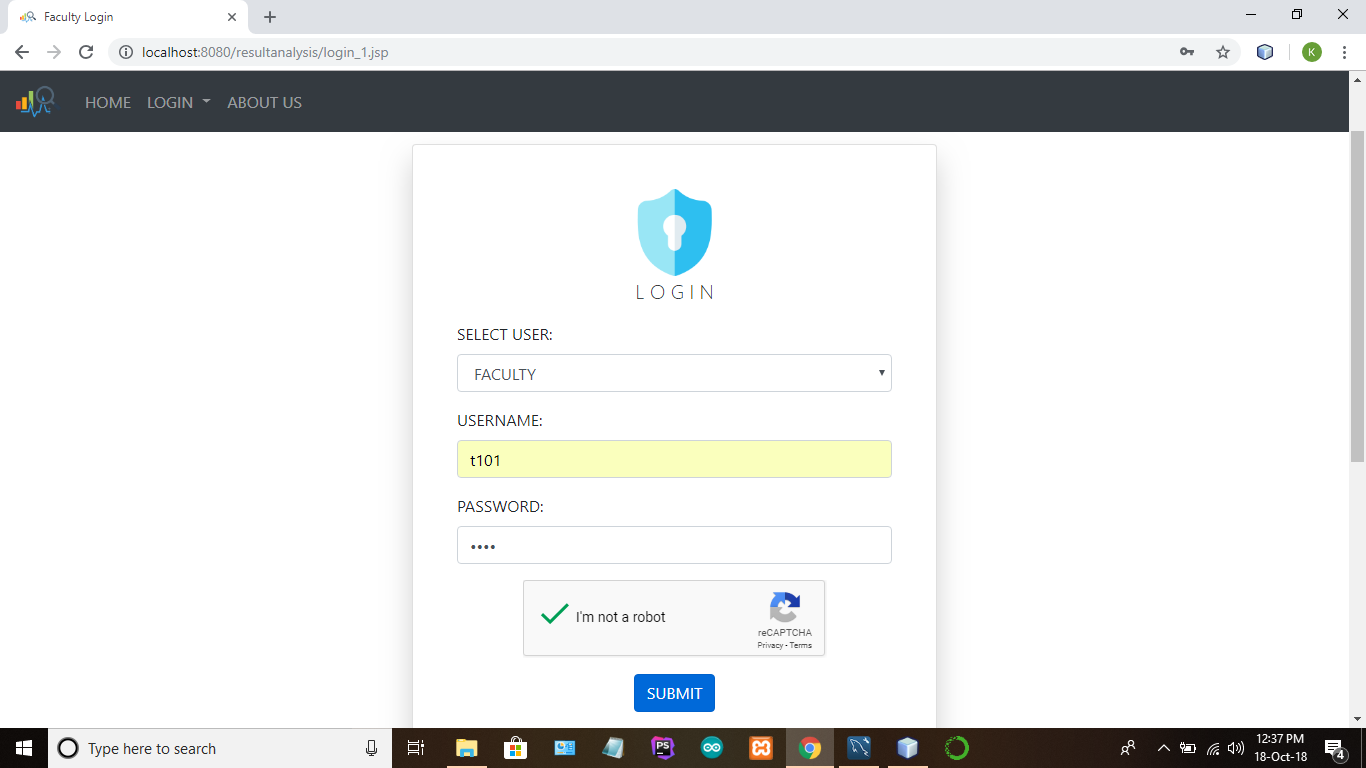 Faculty Login
localhost:8080/resultanalysis/login_1.jsp
K
HOME LOGIN ABOUT US
LOGIN
SELECT USER:
FACULTY
USERNAME:
t101
PASSWORD:
••••
I'm not a robot
reCAPTCHA
Privacy - Terms
SUBMIT
Type here to search
PS
12:37 PM
18-Oct-18
4